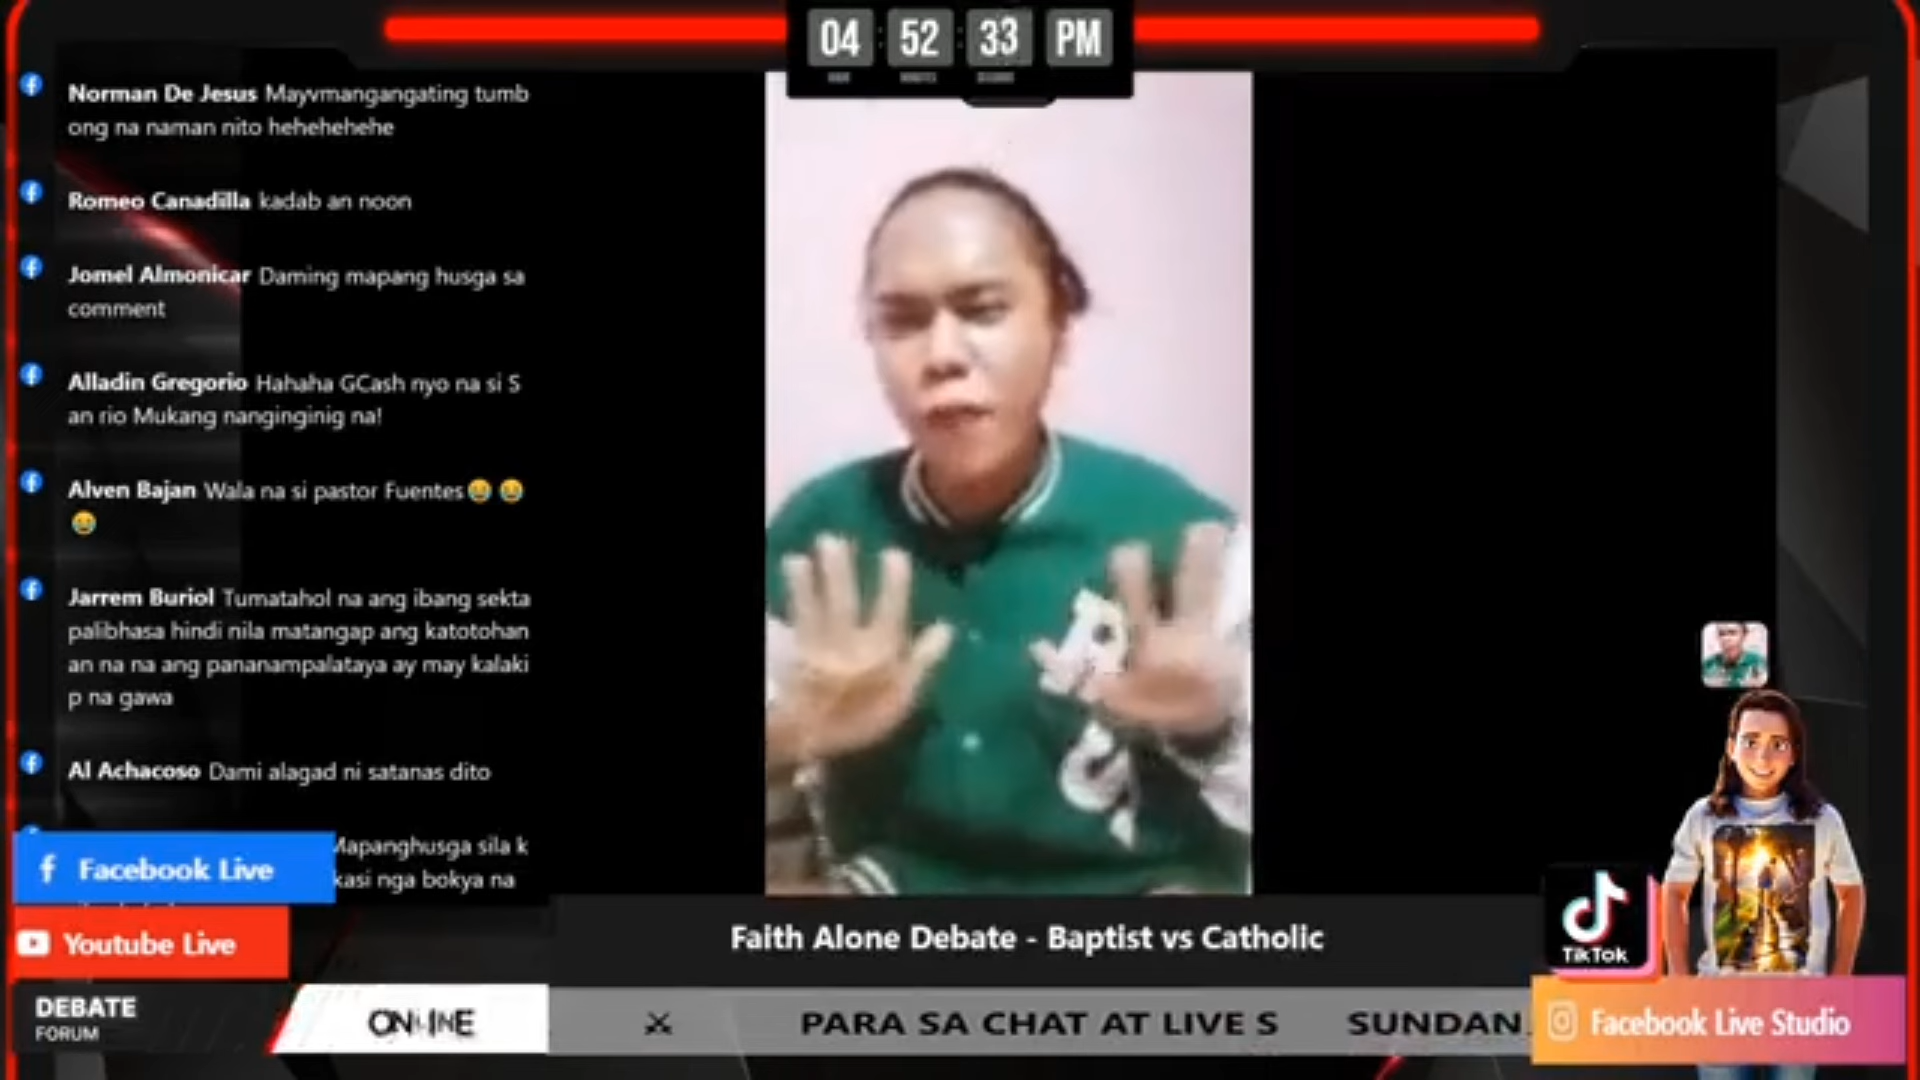 04 : 52 : 33 PM
Norman De Jesus Mayvmangangating tumb
ong na naman nito hehehehehe
Romeo Canadilla kadab an noon
Jomel Almonicar Daming mapang husga sa
comment
Alladin Gregorio Hahaha GCash nyo na si S
an rio Mukang nanginginig na!
Alven Bajan Wala na si pastor Fuentes😭 😭
😭
Jarrem Buriol Tumatahol na ang ibang sekta
palibhasa hindi nila matangap ang katotohan
an na na ang pananampalataya ay may kalaki
p na gawa
Al Achacoso Dami alagad ni satanas dito
Mapanghusga sila k
kasi nga bokya na
Facebook Live
Youtube Live
Faith Alone Debate - Baptist vs Catholic
TikTok
DEBATE
FORUM
ONLINE
PARA SA CHAT AT LIVE S
SUNDAN
Facebook Live Studio